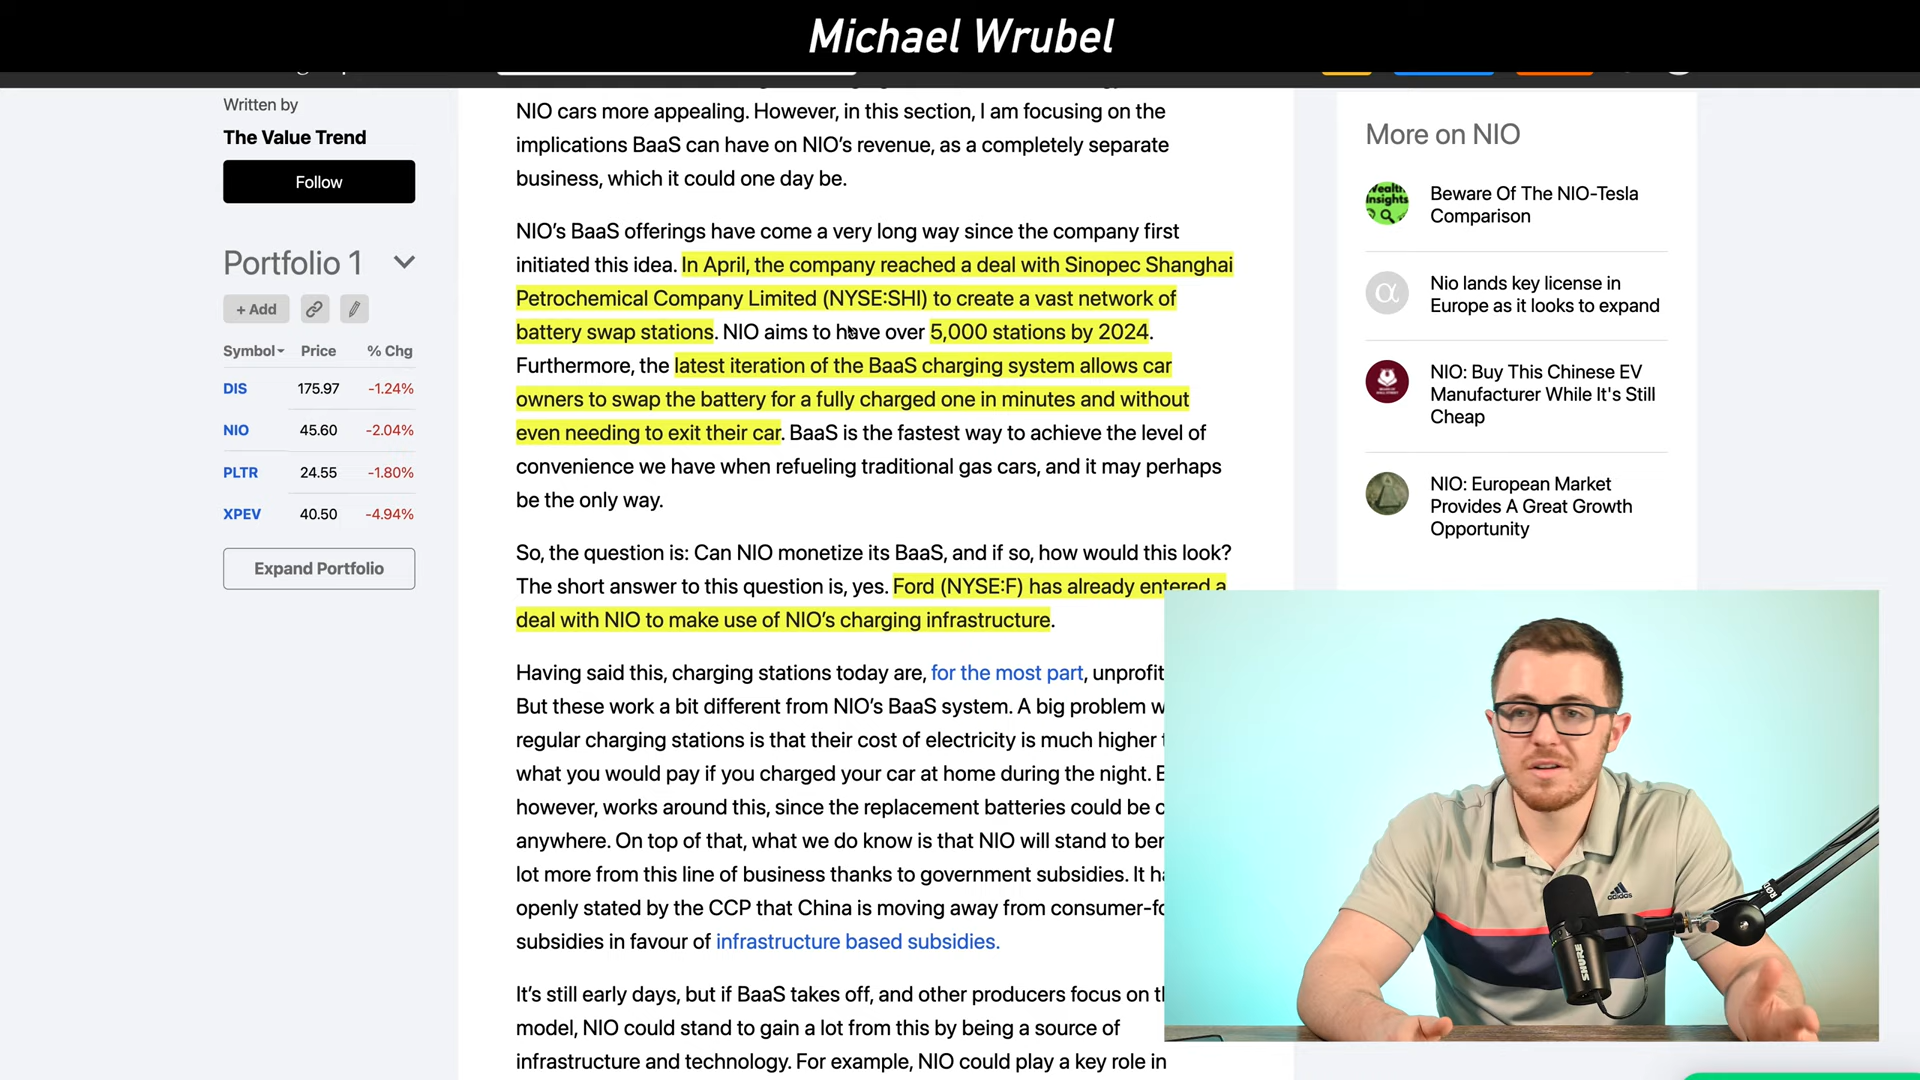 Michael Wrubel
Written by
The Value Trend
Follow
Portfolio 1
+ Add
Symbol Price % Chg
DIS 175.97 -1.24%
NIO 45.60 -2.04%
PLTR 24.55 -1.80%
XPEV 40.50 -4.94%
Expand Portfolio
NIO cars more appealing. However, in this section, I am focusing on the
implications BaaS can have on NIO’s revenue, as a completely separate
business, which it could one day be.
NIO’s BaaS offerings have come a very long way since the company first
initiated this idea. In April, the company reached a deal with Sinopec Shanghai
Petrochemical Company Limited (NYSE:SHI) to create a vast network of
battery swap stations. NIO aims to have over 5,000 stations by 2024.
Furthermore, the latest iteration of the BaaS charging system allows car
owners to swap the battery for a fully charged one in minutes and without
even needing to exit their car. BaaS is the fastest way to achieve the level of
convenience we have when refueling traditional gas cars, and it may perhaps
be the only way.
So, the question is: Can NIO monetize its BaaS, and if so, how would this look?
The short answer to this question is, yes. Ford (NYSE:F) has already entered a
deal with NIO to make use of NIO’s charging infrastructure.
Having said this, charging stations today are, for the most part, unprofit
But these work a bit different from NIO’s BaaS system. A big problem w
regular charging stations is that their cost of electricity is much higher
what you would pay if you charged your car at home during the night.
however, works around this, since the replacement batteries could be
anywhere. On top of that, what we do know is that NIO will stand to ben
lot more from this line of business thanks to government subsidies. It ha
openly stated by the CCP that China is moving away from consumer-fo
subsidies in favour of infrastructure based subsidies.
It’s still early days, but if BaaS takes off, and other producers focus on th
model, NIO could stand to gain a lot from this by being a source of
infrastructure and technology. For example, NIO could play a key role in
More on NIO
Wealth
Insights
Beware Of The NIO-Tesla
Comparison
α
Nio lands key license in
Europe as it looks to expand
NIO: Buy This Chinese EV
Manufacturer While It's Still
Cheap
NIO: European Market
Provides A Great Growth
Opportunity
adidas
SHURE
RØD